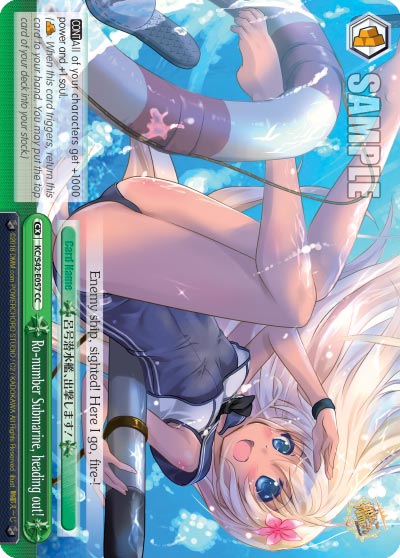 SAMPLE
CONT All of your characters get +1000
power and +1 soul.
( When this card triggers, return this
card to your hand. You may put the top
card of your deck into your stock)
Enemy ship, sighted! Here I go, fire-!
Card Name
呂号潜水艦、出撃します!
CX
KC/S42-E057 CC
Ro-number Submarine, heading out!